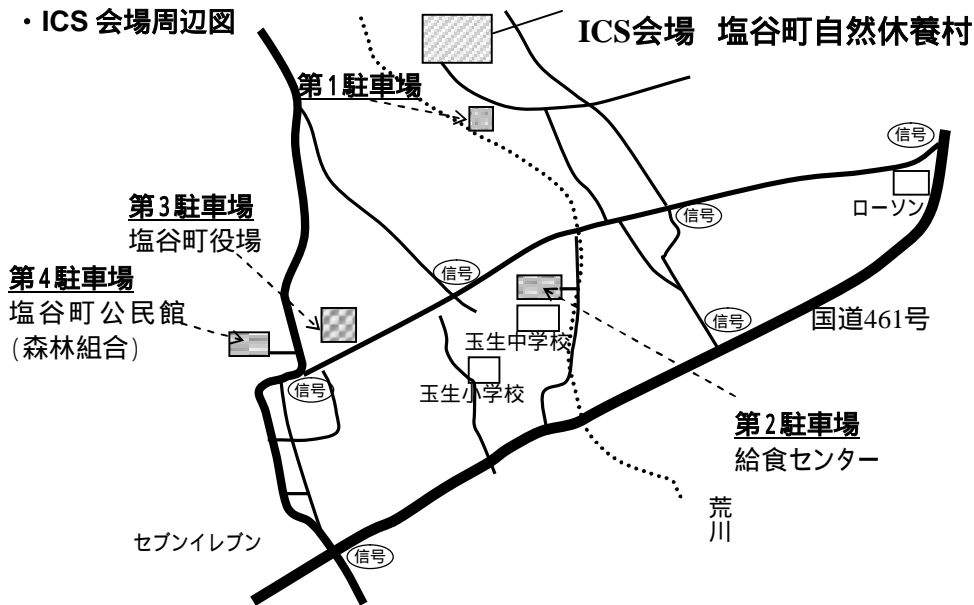 ・ICS 会場周辺図
ICS会場 塩谷町自然休養村
第1駐車場
信号
ローソン
第3駐車場
塩谷町役場
信号
信号
第4駐車場
塩谷町公民館
(森林組合)
信号
国道461号
玉生中学校
信号
玉生小学校
第2駐車場
給食センター
荒川
セブンイレブン
信号